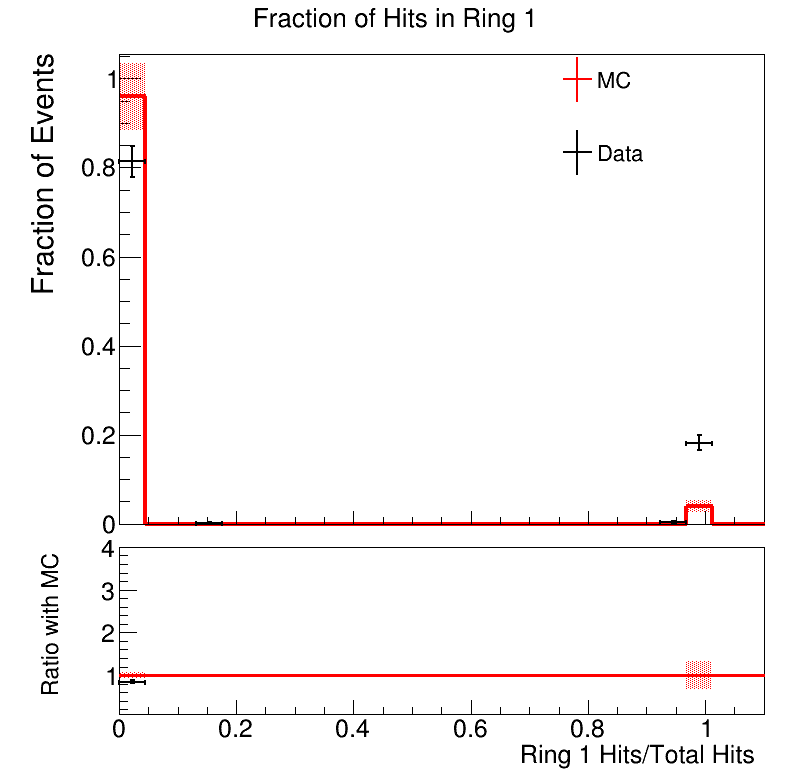 Fraction of Hits in Ring 1
Fraction of Events
1
0.8
0.6
0.4
0.2
0
MC
Data
Ratio with MC
4
3
2
1
0
0.2
0.4
0.6
0.8
1
Ring 1 Hits/Total Hits